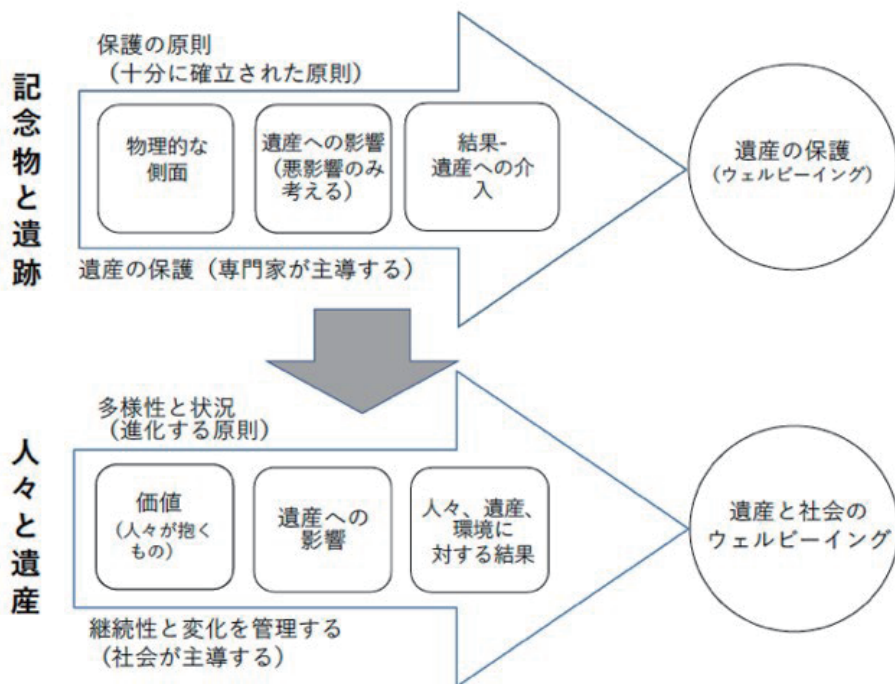 記念物と遺跡
保護の原則
（十分に確立された原則）
物理的な
側面
遺産への影響
（悪影響のみ
考える）
結果-
遺産への介
入
遺産の保護（専門家が主導する）
遺産の保護
（ウェルビーイング）
人々と遺産
多様性と状況
（進化する原則）
価値
（人々が抱く
もの）
遺産への
影響
人々、遺産、
環境に
対する結果
継続性と変化を管理する
（社会が主導する）
遺産と社会の
ウェルビーイング